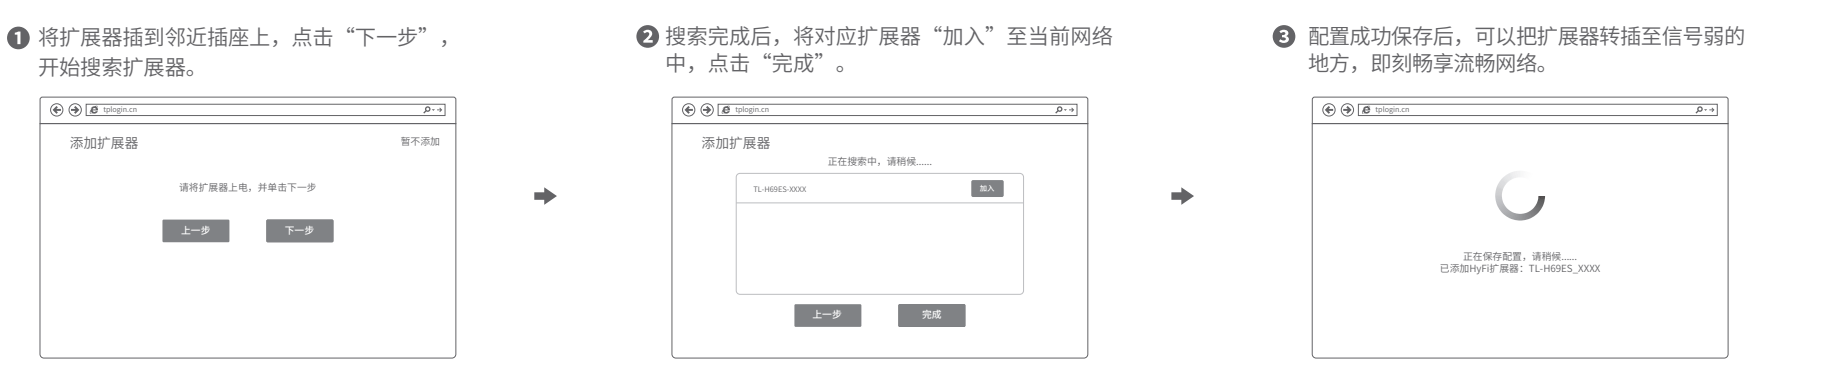 1 将扩展器插到邻近插座上，点击“下一步”，
开始搜索扩展器。
tplogin.cn
添加扩展器
暂不添加
请将扩展器上电，并单击下一步
上一步
下一步
2 搜索完成后，将对应扩展器“加入”至当前网络
中，点击“完成”。
tplogin.cn
添加扩展器
正在搜索中，请稍候......
TL-H69ES-XXXX
加入
上一步
完成
3 配置成功保存后，可以把扩展器转插至信号弱的
地方，即刻畅享流畅网络。
tplogin.cn
正在保存配置，请稍候......
已添加HyFi扩展器：TL-H69ES_XXXX